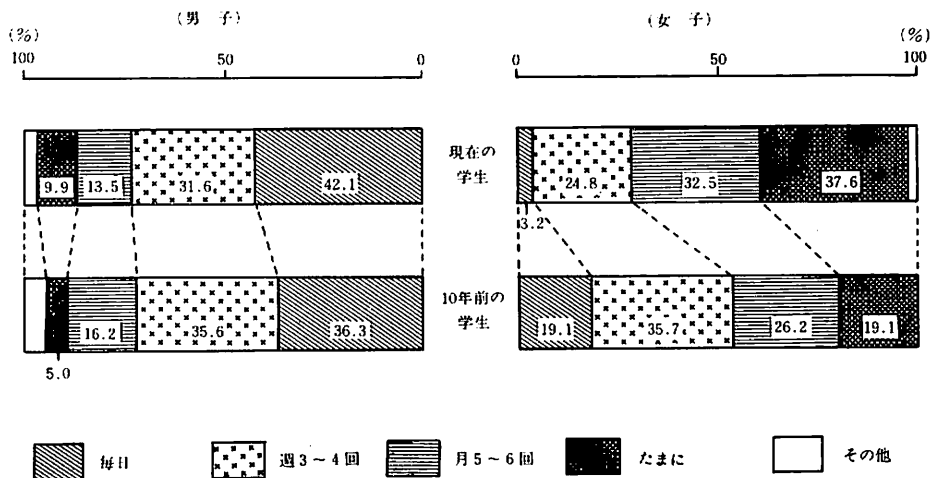 （男 子）
（女 子）
(%)
(%)
100
50
0
0
50
100
現在の
学生
9.9
13.5
31.6
42.1
24.8
32.5
37.6
3.2
10年前の
学生
16.2
35.6
36.3
19.1
35.7
26.2
19.1
5.0
毎日
週3～4回
月5～6回
たまに
その他